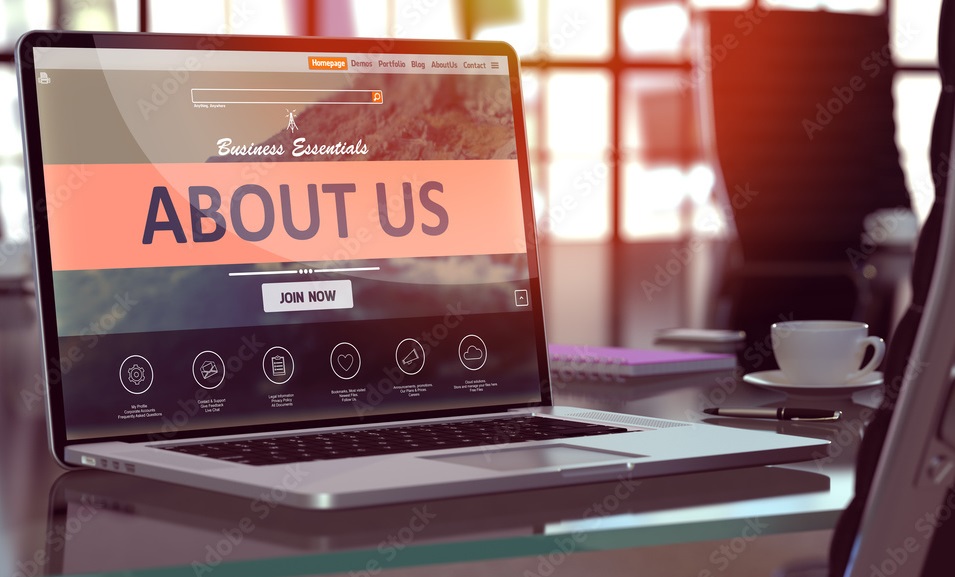 Homepage Demos Portfolio Blog AboutUs Contact
Anything, Anywhere
Business Essentials
ABOUT US
JOIN NOW
My Profile
Corporate Accounts
Frequently Asked Questions
Contact & Support
Give Feedback
Live Chat
Legal Information
Privacy Policy
All Documents
Bookmarks, Most visited
Newest Files
Follow Us
Announcements, promotions
Our Plans & Photo
Careers
Cloud solutions
Store and manage your files here
Free Files
Adobe Stock